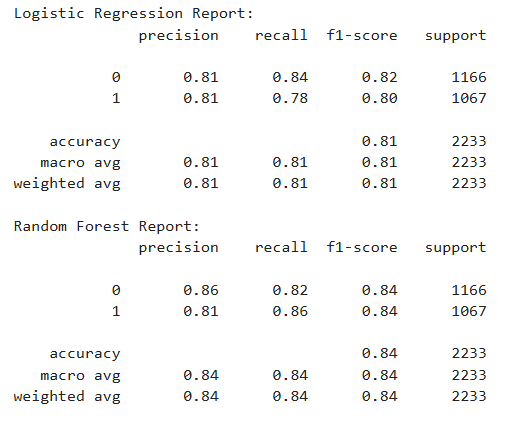 Logistic Regression Report:
precision recall f1-score support
0 0.81 0.84 0.82 1166
1 0.81 0.78 0.80 1067
accuracy 0.81 2233
macro avg 0.81 0.81 0.81 2233
weighted avg 0.81 0.81 0.81 2233
Random Forest Report:
precision recall f1-score support
0 0.86 0.82 0.84 1166
1 0.81 0.86 0.84 1067
accuracy 0.84 2233
macro avg 0.84 0.84 0.84 2233
weighted avg 0.84 0.84 0.84 2233